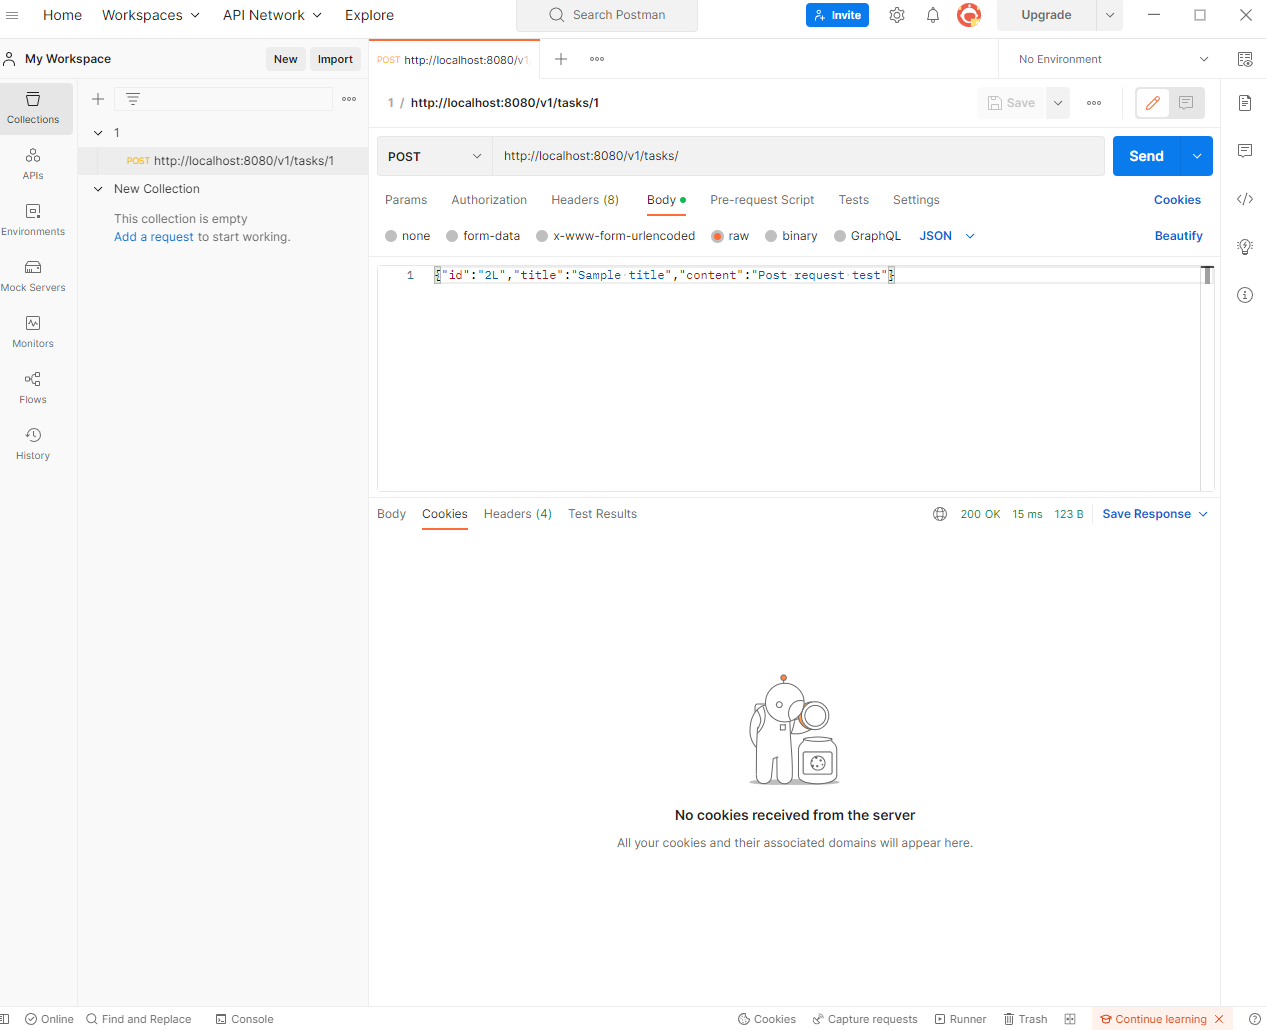 Home Workspaces API Network Explore Search Postman Invite Upgrade
My Workspace New Import POST http://localhost:8080/v1 No Environment
Collections
APIs
Environments
Mock Servers
Monitors
Flows
History
1
POST http://localhost:8080/v1/tasks/1
New Collection
This collection is empty
Add a request to start working.
1 / http://localhost:8080/v1/tasks/1 Save
POST http://localhost:8080/v1/tasks/ Send
Params Authorization Headers (8) Body Pre-request Script Tests Settings Cookies
none form-data x-www-form-urlencoded raw binary GraphQL JSON Beautify
1 {"id":"2L","title":"Sample title","content":"Post request test"}
Body Cookies Headers (4) Test Results 200 OK 15 ms 123 B Save Response
No cookies received from the server
All your cookies and their associated domains will appear here.
Online Find and Replace Console Cookies Capture requests Runner Trash Continue learning